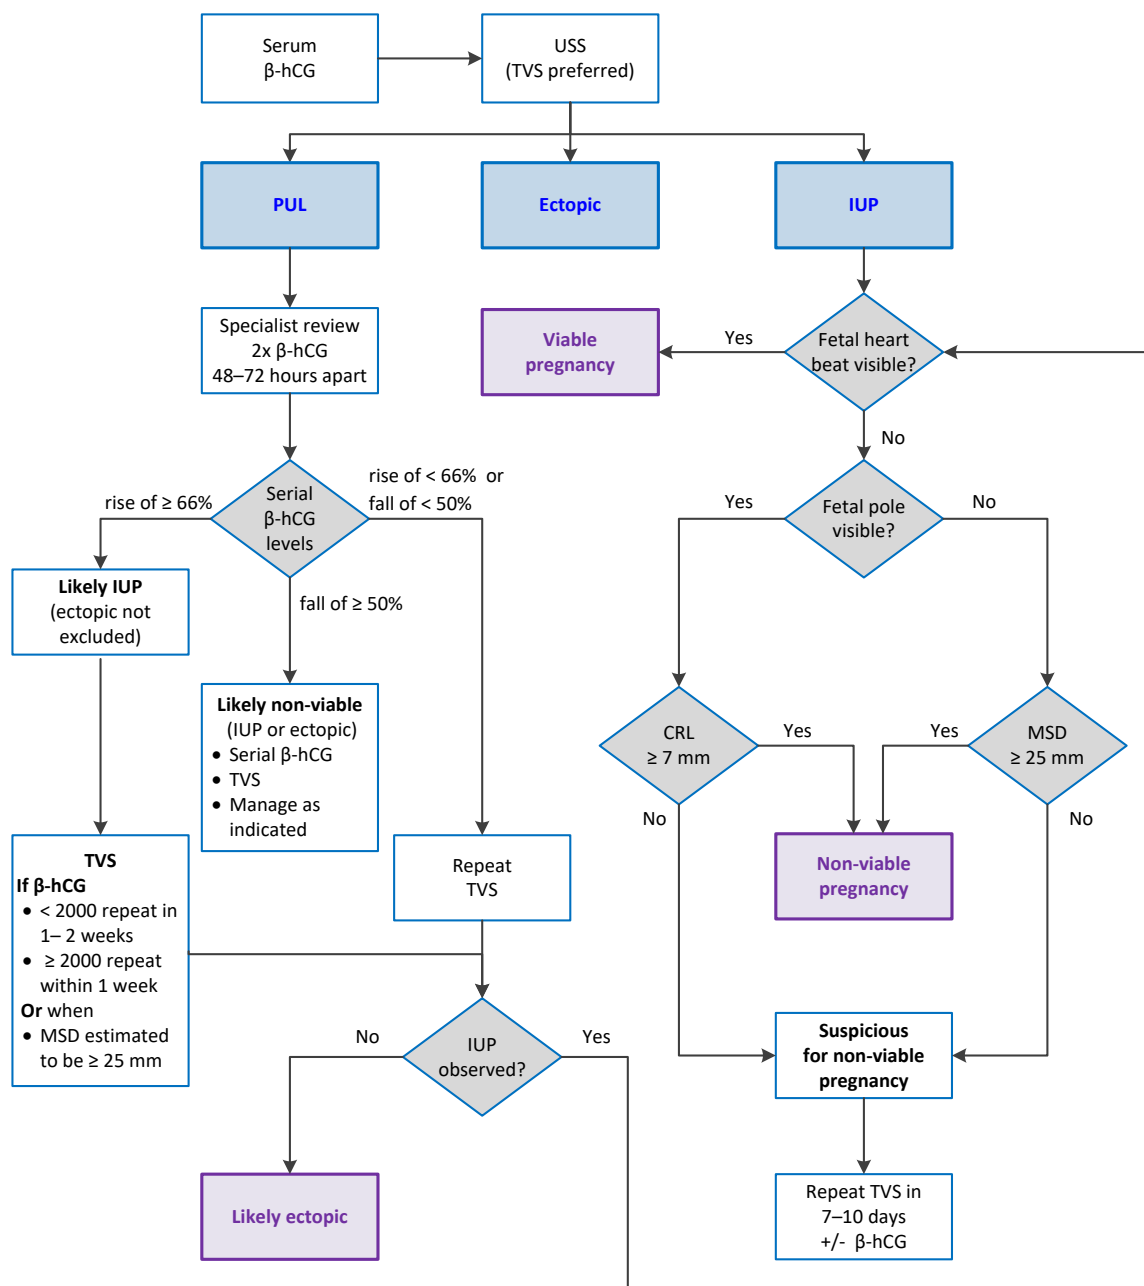 Serum
β-hCG
USS
(TVS preferred)
PUL
Ectopic
IUP
Specialist review
2x β-hCG
48–72 hours apart
Viable
pregnancy
Yes
Fetal heart
beat visible?
No
rise of ≥ 66%
Serial
β-hCG
levels
rise of < 66% or
fall of < 50%
fall of ≥ 50%
Yes
Fetal pole
visible?
No
Likely IUP
(ectopic not
excluded)
Likely non-viable
(IUP or ectopic)
• Serial β-hCG
• TVS
• Manage as
indicated
CRL
≥ 7 mm
Yes
No
Yes
MSD
≥ 25 mm
No
Non-viable
pregnancy
TVS
If β-hCG
• < 2000 repeat in
1– 2 weeks
• ≥ 2000 repeat
within 1 week
Or when
• MSD estimated
to be ≥ 25 mm
Repeat
TVS
No
IUP
observed?
Yes
Suspicious
for non-viable
pregnancy
Likely ectopic
Repeat TVS in
7–10 days
+/- β-hCG